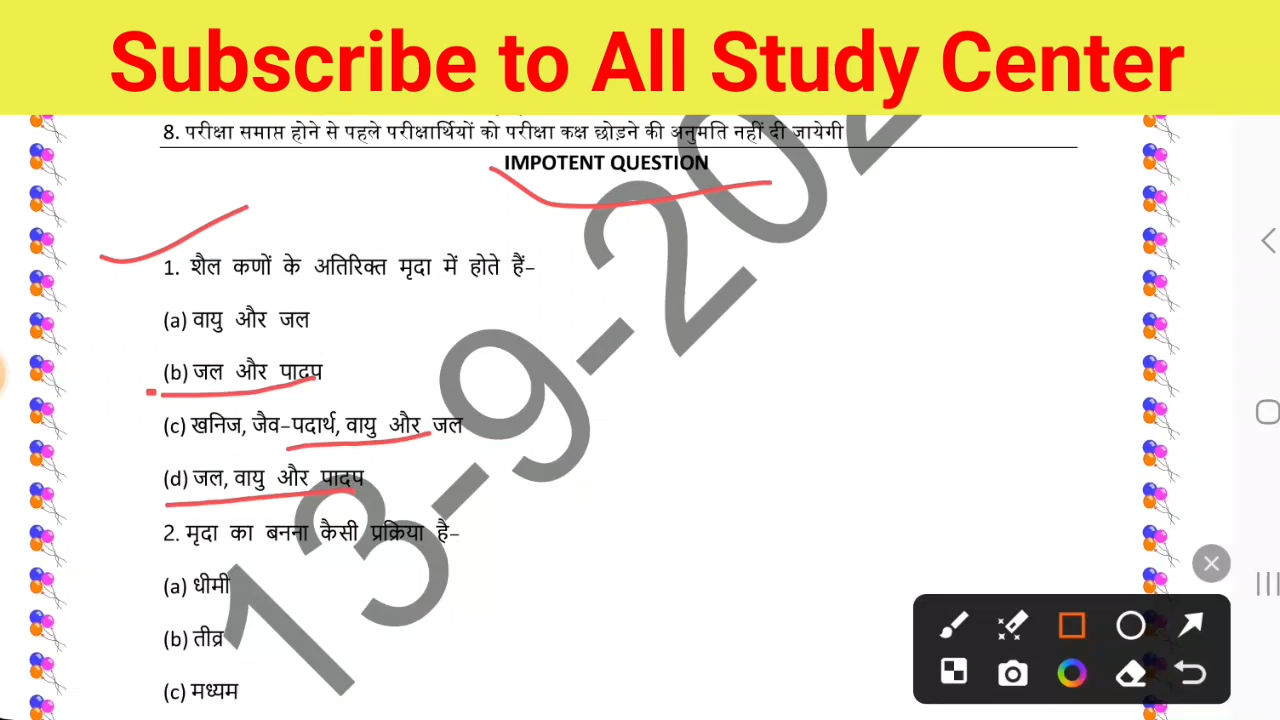 Subscribe to All Study Center
8. परीक्षा समाप्त होने से पहले परीक्षार्थियों को परीक्षा कक्ष छोड़ने की अनुमति नहीं दी जायेगी
IMPOTENT QUESTION
1. शैल कणों के अतिरिक्त मृदा में होते हैं–
(a) वायु और जल
(b) जल और पादप
(c) खनिज, जैव–पदार्थ, वायु और जल
(d) जल, वायु और पादप
2. मृदा का बनना कैसी प्रक्रिया है–
(a) धीमी
(b) तीव्र
(c) मध्यम
13-9-202